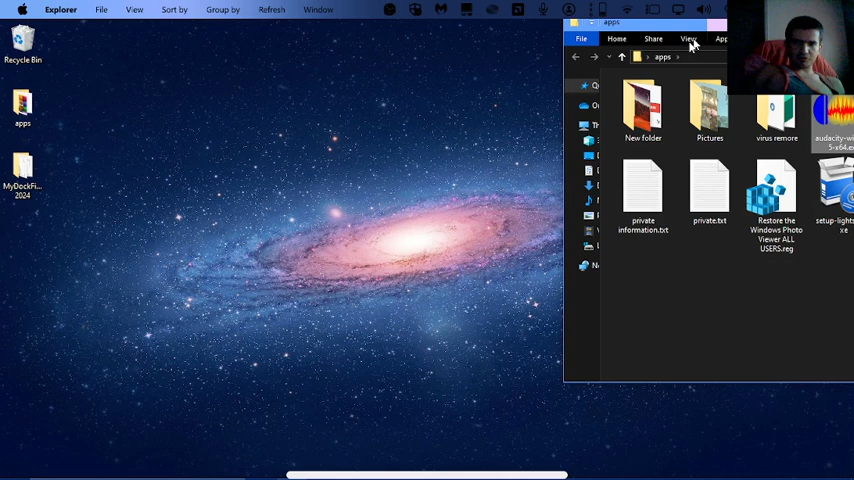 Explorer File View Sort by Group by Refresh Window
Recycle Bin
apps
MyDockFi...
2024
apps
File Home Share View
apps
New folder
Pictures
virus remore
private
information.txt
private.txt
Restore the
Windows Photo
Viewer ALL
USERS.reg